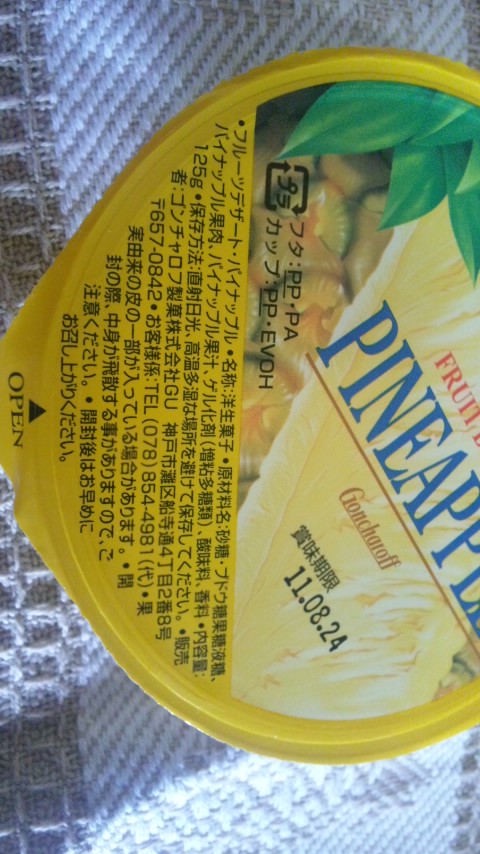 •フルーツデザート・パイナップル•名称:洋生菓子•原材料名:砂糖・ブドウ糖果糖液糖、
パイナップル果肉、パイナップル果汁、ゲル化剤(増粘多糖類)、酸味料、香料•内容量:
125g•保存方法:直射日光、高温多湿な場所を避けて保存してください。•販売
者:ゴンチャロフ製菓株式会社GU 神戸市灘区船寺通4丁目2番8号
〒657-0842•お客様係:TEL(078)854-4981(代)•果
実由来の皮の一部が入っている場合があります。•開
封の際、中身が飛散する事がありますので、ご
注意ください。•開封後はお早めに
お召し上がりください。
OPEN
プラ
フタ:PP・PA
カップ:PP・EVOH
FRUIT
PINEAPPLE
Goncharoff
賞味期限
11.08.24